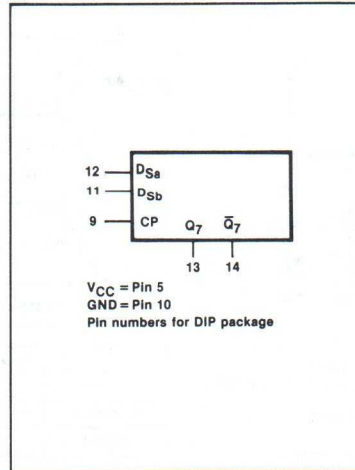 12 DSa
11 DSb
9 CP Q7 Q̅7
13 14
VCC = Pin 5
GND = Pin 10
Pin numbers for DIP package